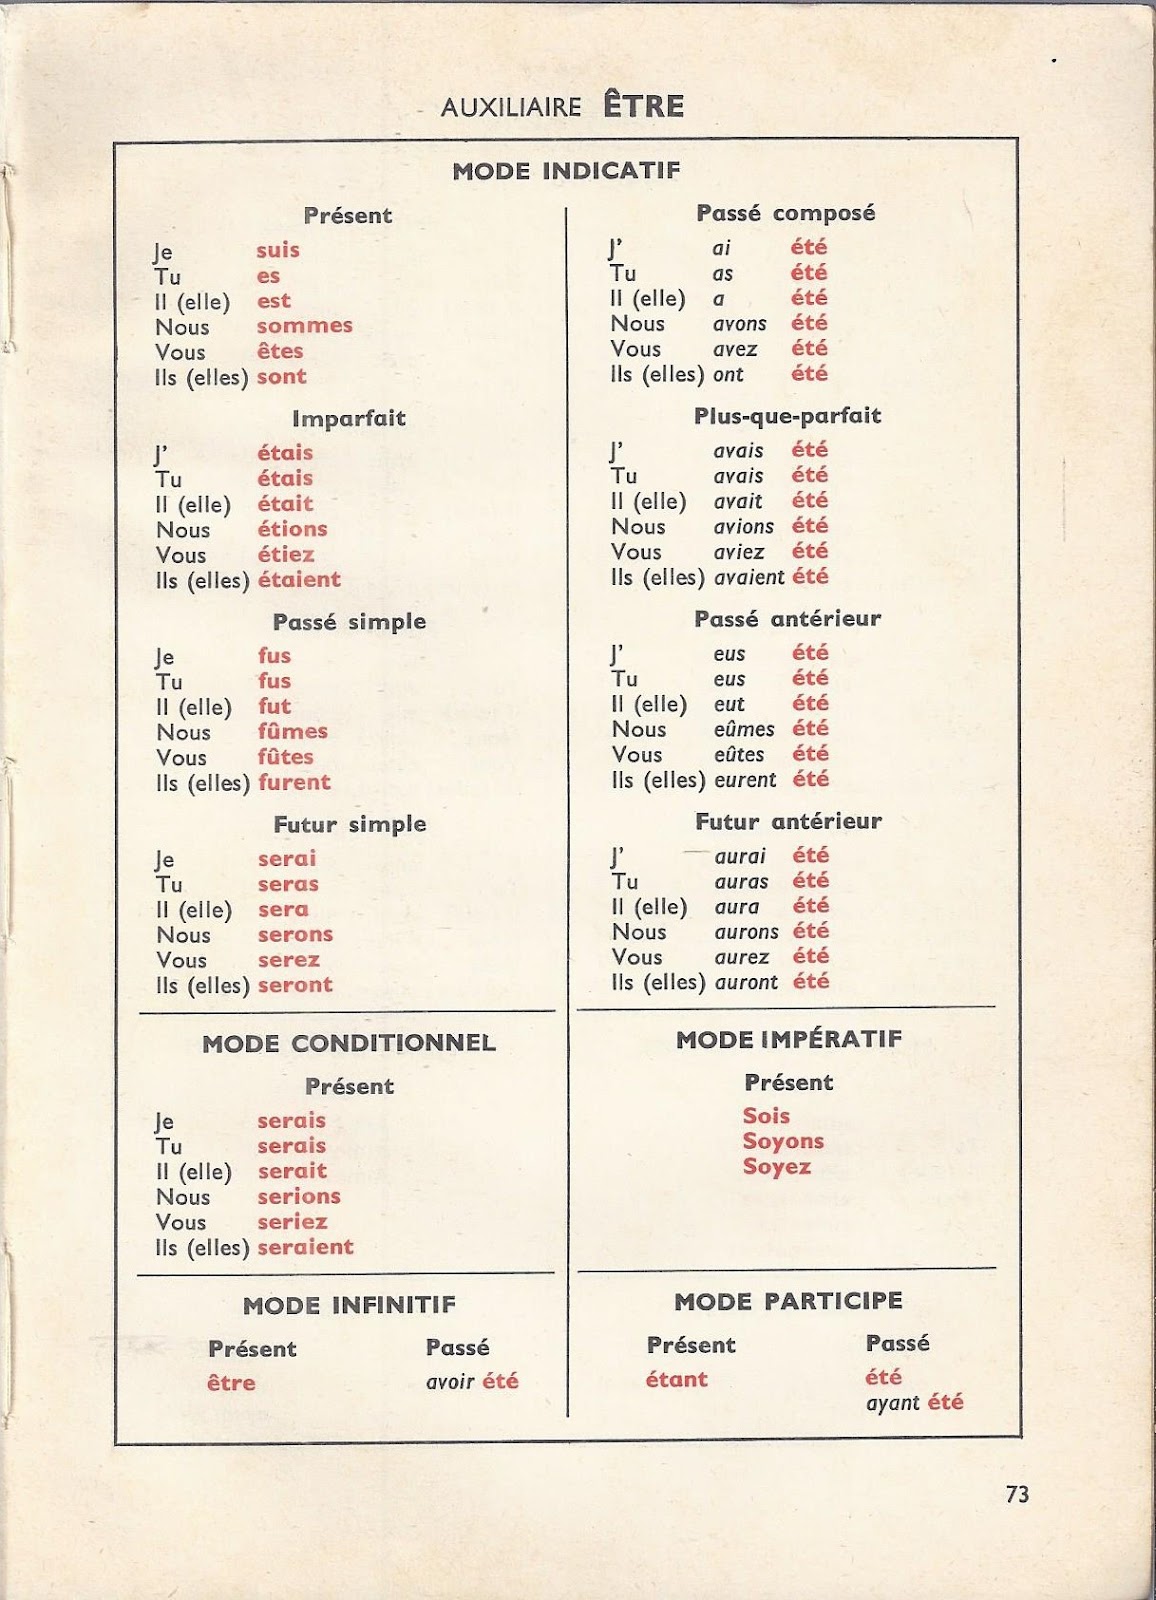 AUXILIAIRE ÊTRE
MODE INDICATIF
Présent
Je suis
Tu es
Il (elle) est
Nous sommes
Vous êtes
Ils (elles) sont
Imparfait
J' étais
Tu étais
Il (elle) était
Nous étions
Vous étiez
Ils (elles) étaient
Passé simple
Je fus
Tu fus
Il (elle) fut
Nous fûmes
Vous fûtes
Ils (elles) furent
Futur simple
Je serai
Tu seras
Il (elle) sera
Nous serons
Vous serez
Ils (elles) seront
Passé composé
J' ai été
Tu as été
Il (elle) a été
Nous avons été
Vous avez été
Ils (elles) ont été
Plus-que-parfait
J' avais été
Tu avais été
Il (elle) avait été
Nous avions été
Vous aviez été
Ils (elles) avaient été
Passé antérieur
J' eus été
Tu eus été
Il (elle) eut été
Nous eûmes été
Vous eûtes été
Ils (elles) eurent été
Futur antérieur
J' aurai été
Tu auras été
Il (elle) aura été
Nous aurons été
Vous aurez été
Ils (elles) auront été
MODE CONDITIONNEL
Présent
Je serais
Tu serais
Il (elle) serait
Nous serions
Vous seriez
Ils (elles) seraient
MODE IMPÉRATIF
Présent
Sois
Soyons
Soyez
MODE INFINITIF
Présent Passé
être avoir été
MODE PARTICIPE
Présent Passé
étant été
ayant été
73